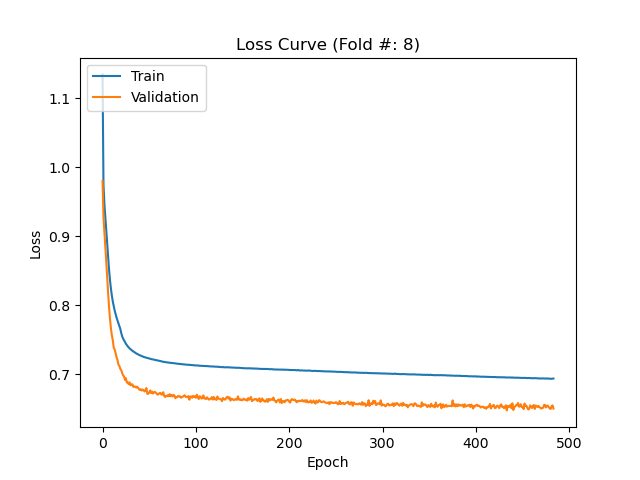 Loss Curve (Fold #: 8)
Train
Validation
1.1
1.0
0.9
0.8
0.7
Loss
0 100 200 300 400 500
Epoch